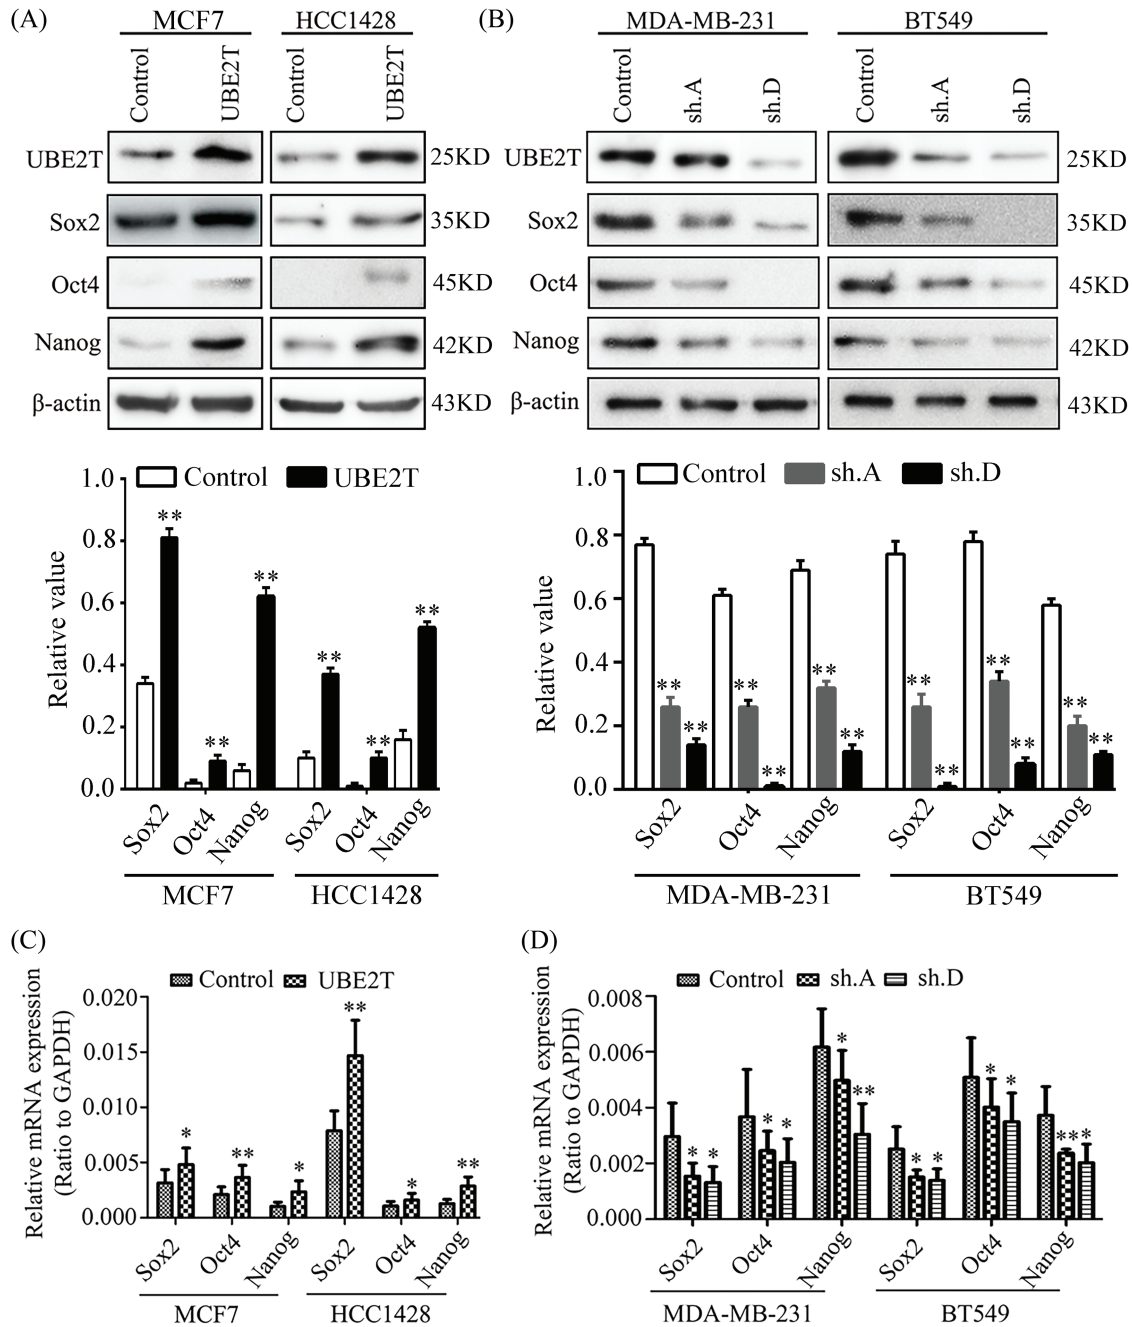 (A)
MCF7 HCC1428
Control UBE2T Control UBE2T
UBE2T 25KD
Sox2 35KD
Oct4 45KD
Nanog 42KD
β-actin 43KD
Control UBE2T
Relative value
1.0
0.8
0.6
0.4
0.2
0.0
** ** ** ** ** **
Sox2 Oct4 Nanog Sox2 Oct4 Nanog
MCF7 HCC1428
(B)
MDA-MB-231 BT549
Control sh.A sh.D Control sh.A sh.D
UBE2T 25KD
Sox2 35KD
Oct4 45KD
Nanog 42KD
β-actin 43KD
Control sh.A sh.D
Relative value
1.0
0.8
0.6
0.4
0.2
0.0
** ** ** ** ** ** ** ** ** ** ** **
Sox2 Oct4 Nanog Sox2 Oct4 Nanog
MDA-MB-231 BT549
(C)
Control UBE2T
Relative mRNA expression
(Ratio to GAPDH)
0.020
0.015
0.010
0.005
0.000
* ** * ** * **
Sox2 Oct4 Nanog Sox2 Oct4 Nanog
MCF7 HCC1428
(D)
Control sh.A sh.D
Relative mRNA expression
(Ratio to GAPDH)
0.008
0.006
0.004
0.002
0.000
* * * * * ** * * * * ** *
Sox2 Oct4 Nanog Sox2 Oct4 Nanog
MDA-MB-231 BT549